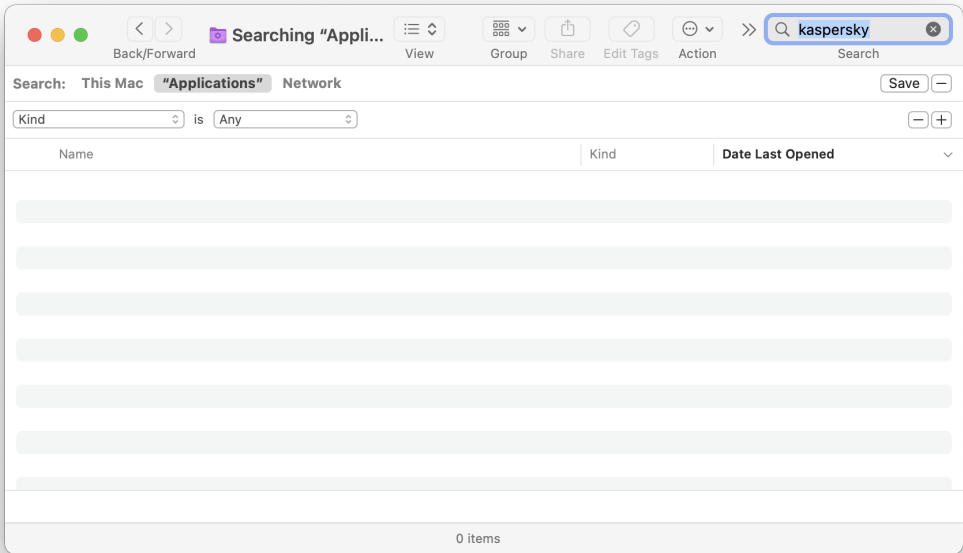 Searching “Appli...
kaspersky
Back/Forward View Group Share Edit Tags Action Search
Search: This Mac “Applications” Network Save
Kind is Any
Name Kind Date Last Opened
0 items